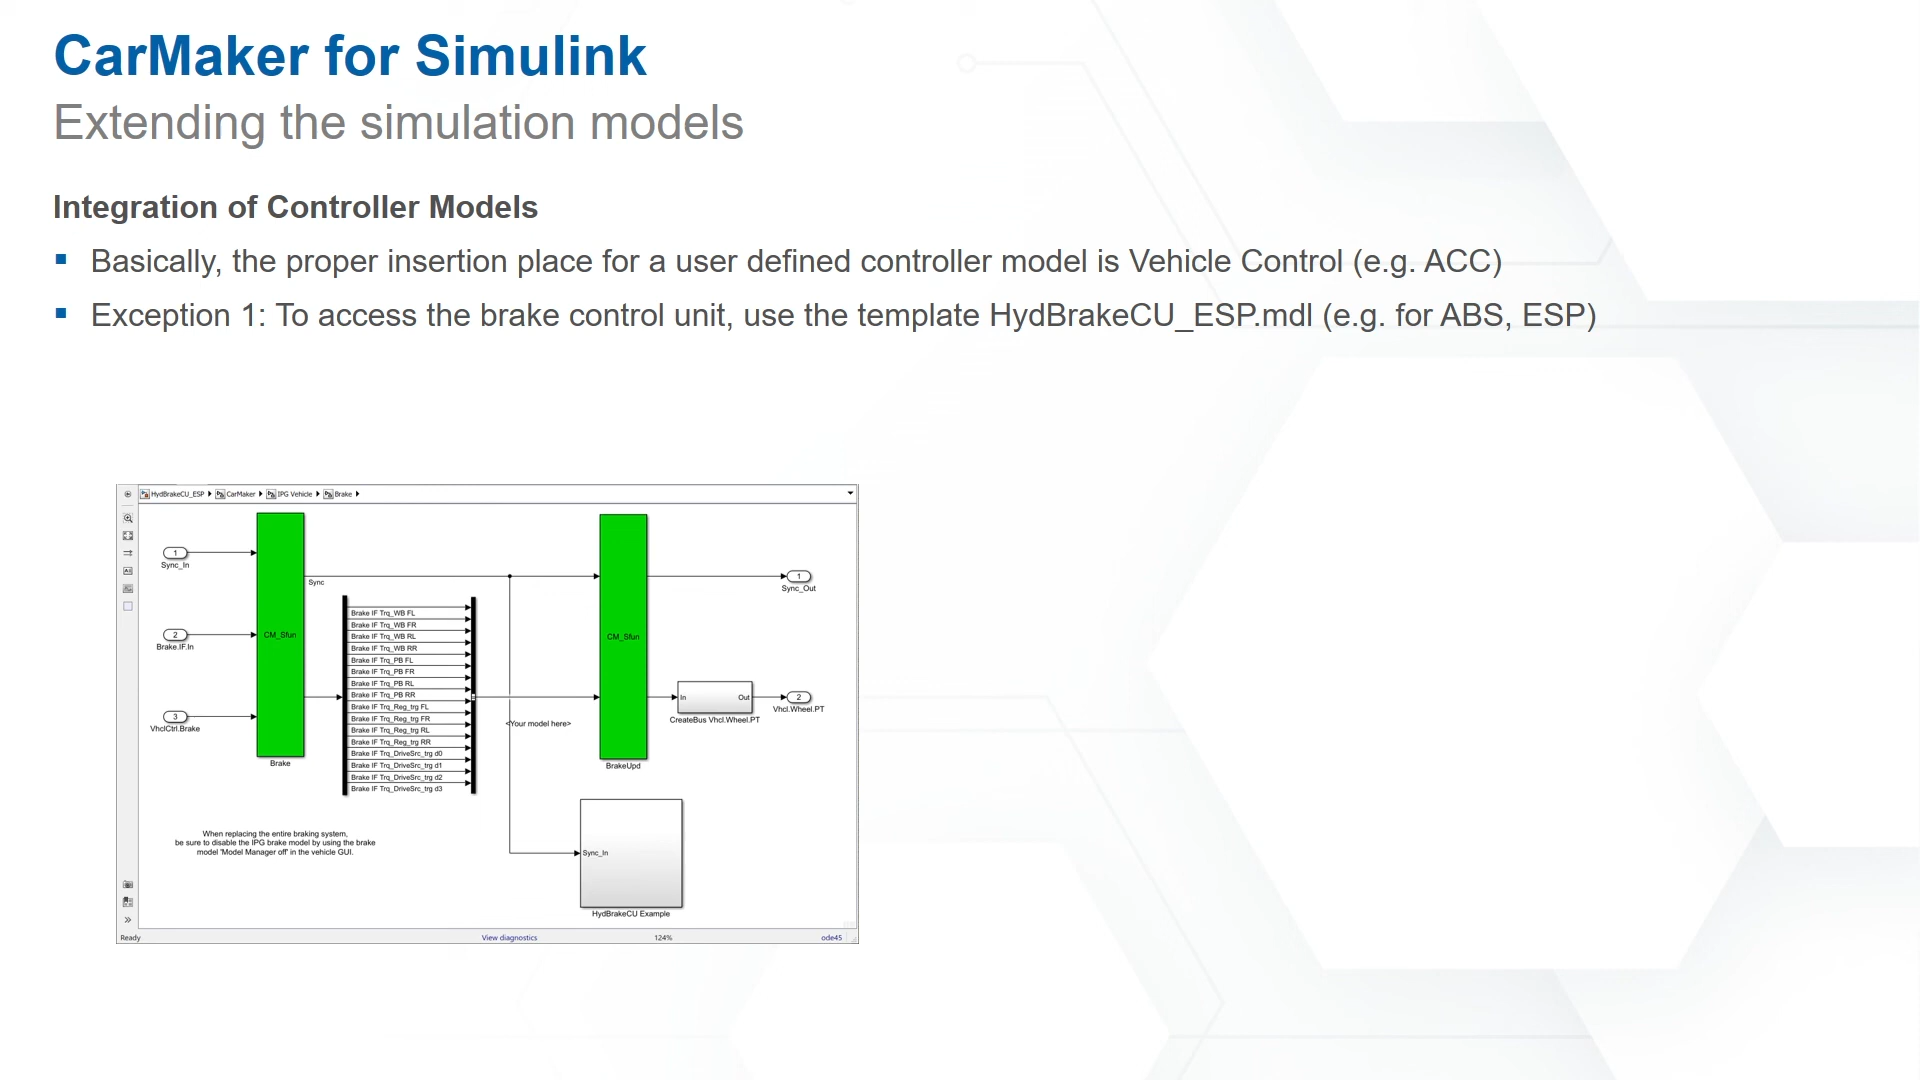 CarMaker for Simulink
Extending the simulation models
Integration of Controller Models
Basically, the proper insertion place for a user defined controller model is Vehicle Control (e.g. ACC)
Exception 1: To access the brake control unit, use the template HydBrakeCU_ESP.mdl (e.g. for ABS, ESP)
HydBrakeCU_ESP CarMaker IPG Vehicle Brake
1
Sync_In
2
Brake.IF.In
3
VhclCtrl.Brake
CM_Sfun
Brake
Sync
Brake IF Trq_WB FL
Brake IF Trq_WB FR
Brake IF Trq_WB RL
Brake IF Trq_WB RR
Brake IF Trq_PB FL
Brake IF Trq_PB FR
Brake IF Trq_PB RL
Brake IF Trq_PB RR
Brake IF Trq_Reg_trg FL
Brake IF Trq_Reg_trg FR
Brake IF Trq_Reg_trg RL
Brake IF Trq_Reg_trg RR
Brake IF Trq_DriveSrc_trg d0
Brake IF Trq_DriveSrc_trg d1
Brake IF Trq_DriveSrc_trg d2
Brake IF Trq_DriveSrc_trg d3
<Your model here>
CM_Sfun
BrakeUpd
1
Sync_Out
In Out
CreateBus Vhcl.Wheel.PT
2
Vhcl.Wheel.PT
When replacing the entire braking system,
be sure to disable the IPG brake model by using the brake
model 'Model Manager off' in the vehicle GUI.
Sync_In
HydBrakeCU Example
Ready View diagnostics 124% ode45